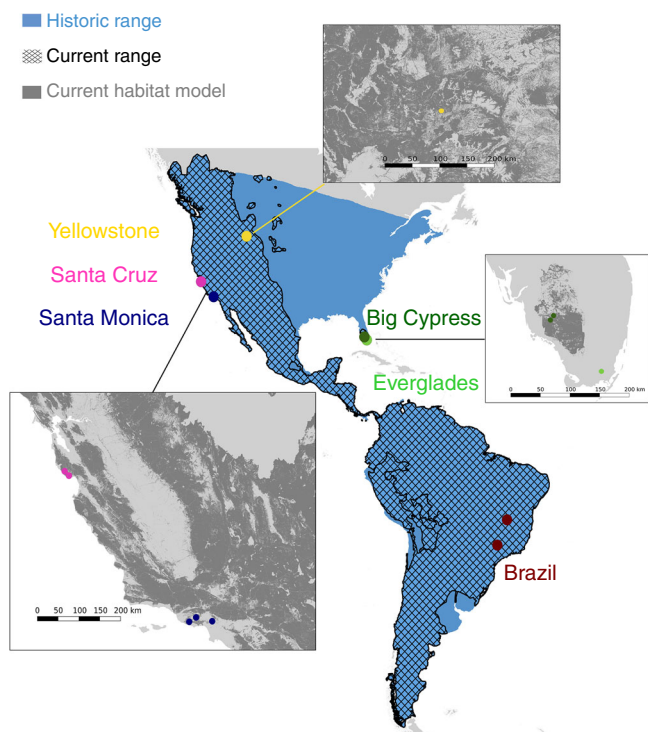 Historic range
Current range
Current habitat model
0 50 100 150 200 km
Yellowstone
Santa Cruz
Santa Monica
Big Cypress
Everglades
0 50 100 150 200 km
0 50 100 150 200 km
Brazil